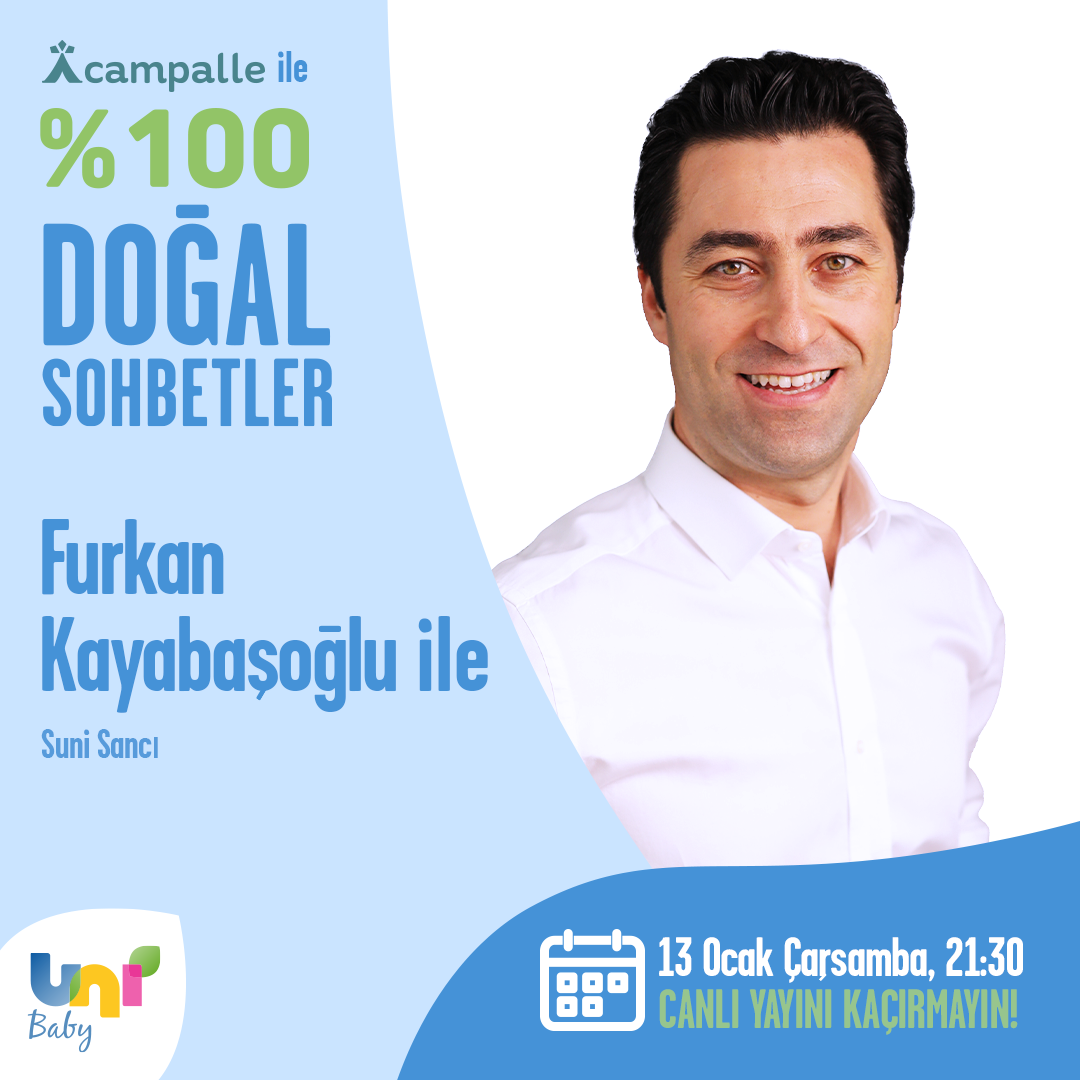 campalle ile
%100
DOĞAL
SOHBETLER
Furkan
Kayabaşoğlu ile
Suni Sancı
uni
Baby
13 Ocak Çarşamba, 21:30
CANLI YAYINI KAÇIRMAYIN!